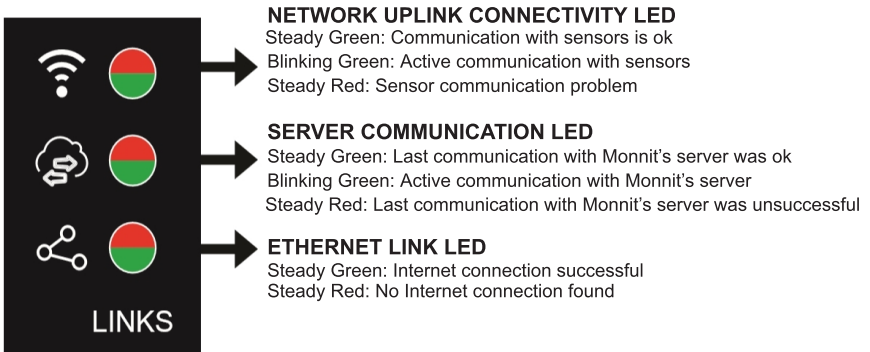 NETWORK UPLINK CONNECTIVITY LED
Steady Green: Communication with sensors is ok
Blinking Green: Active communication with sensors
Steady Red: Sensor communication problem
SERVER COMMUNICATION LED
Steady Green: Last communication with Monnit’s server was ok
Blinking Green: Active communication with Monnit’s server
Steady Red: Last communication with Monnit’s server was unsuccessful
ETHERNET LINK LED
Steady Green: Internet connection successful
Steady Red: No Internet connection found
LINKS